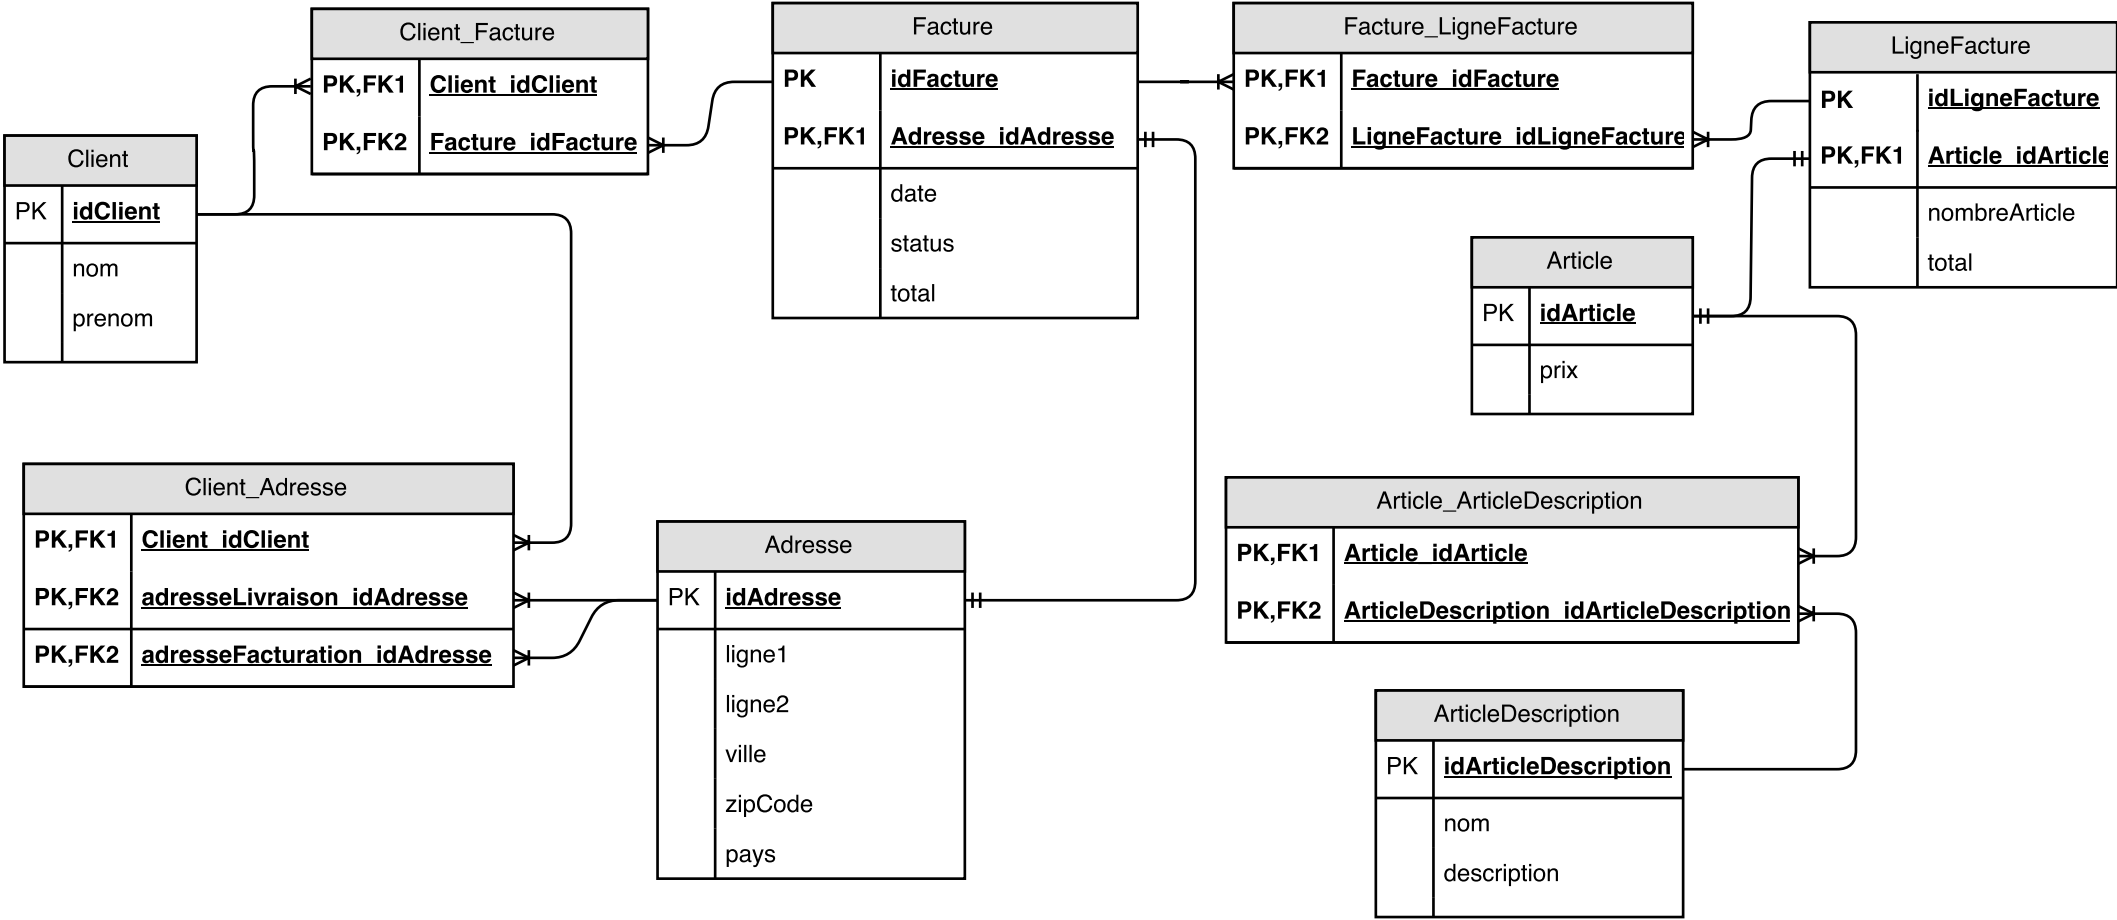 Client_Facture
PK,FK1 Client_idClient
PK,FK2 Facture_idFacture
Facture
PK idFacture
PK,FK1 Adresse_idAdresse
date
status
total
Facture_LigneFacture
PK,FK1 Facture_idFacture
PK,FK2 LigneFacture_idLigneFacture
LigneFacture
PK idLigneFacture
PK,FK1 Article_idArticle
nombreArticle
total
Client
PK idClient
nom
prenom
Article
PK idArticle
prix
Client_Adresse
PK,FK1 Client_idClient
PK,FK2 adresseLivraison_idAdresse
PK,FK2 adresseFacturation_idAdresse
Adresse
PK idAdresse
ligne1
ligne2
ville
zipCode
pays
Article_ArticleDescription
PK,FK1 Article_idArticle
PK,FK2 ArticleDescription_idArticleDescription
ArticleDescription
PK idArticleDescription
nom
description